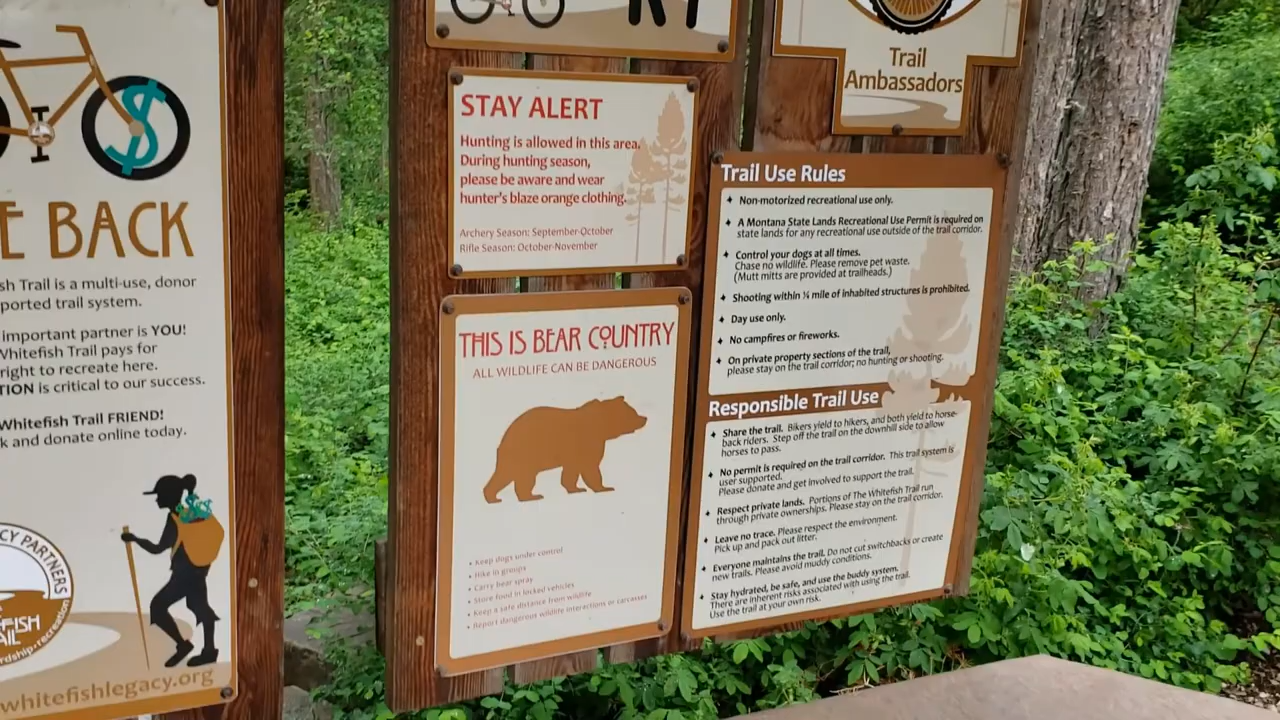 E BACK
sh Trail is a multi-use, donor
ported trail system.
important partner is YOU!
Whitefish Trail pays for
right to recreate here.
TION is critical to our success.
Whitefish Trail FRIEND!
k and donate online today.
CY PARTNERS
EFISH
AIL
rdship•recreation
whitefishlegacy.org
STAY ALERT
Hunting is allowed in this area.
During hunting season,
please be aware and wear
hunter's blaze orange clothing.
Archery Season: September-October
Rifle Season: October-November
THIS IS BEAR COUNTRY
ALL WILDLIFE CAN BE DANGEROUS
• Keep dogs under control
• Hike in groups
• Carry bear spray
• Store food in locked vehicles
• Keep a safe distance from wildlife
• Report dangerous wildlife interactions or carcasses
Trail
Ambassadors
Trail Use Rules
Non-motorized recreational use only.
A Montana State Lands Recreational Use Permit is required on
state lands for any recreational use outside of the trail corridor.
Control your dogs at all times.
Chase no wildlife. Please remove pet waste.
(Mutt mitts are provided at trailheads.)
Shooting within ¼ mile of inhabited structures is prohibited.
Day use only.
No campfires or fireworks.
On private property sections of the trail,
please stay on the trail corridor; no hunting or shooting.
Responsible Trail Use
Share the trail. Bikers yield to hikers, and both yield to horse-
back riders. Step off the trail on the downhill side to allow
horses to pass.
No permit is required on the trail corridor. This trail system is
user supported.
Please donate and get involved to support the trail.
Respect private lands. Portions of The Whitefish Trail run
through private ownerships. Please stay on the trail corridor.
Leave no trace. Please respect the environment.
Pick up and pack out litter.
Everyone maintains the trail. Do not cut switchbacks or create
new trails. Please avoid muddy conditions.
Stay hydrated, be safe, and use the buddy system.
There are inherent risks associated with using the trail.
Use the trail at your own risk.